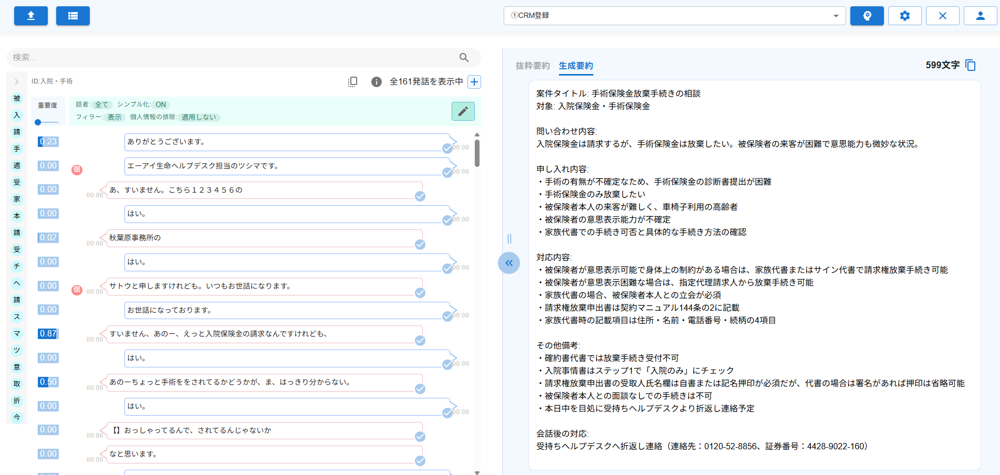 ①CRM登録
検索...
ID:入院・手術
全161発話を表示中
被
入
請
手
適
受
家
本
請
受
チ
ヘ
請
ス
マ
ツ
意
取
折
今
重要度
話者: 全て シンプル化: ON
フィラー: 表示 個人情報の排除: 適用しない
0.23 ありがとうございます。 00:00
0.00 個 エーアイ生命ヘルプデスク担当のツシマです。 00:00
0.00 00:00 あ、すいません。こちら１２３４５６の
0.00 はい。 00:00
0.02 00:00 秋葉原事務所の
0.00 はい。 00:00
0.00 個 00:00 サトウと申しますけれども。いつもお世話になります。
0.00 お世話になっております。 00:00
0.87 00:00 すいません、あのー、えっと入院保険金の請求なんですけれども、
0.00 はい。 00:00
0.50 00:00 あのーちょっと手術ををされてるかどうかが、ま、はっきり分からない。
0.00 はい。 00:00
0.00 00:00 【】おっしゃってるんで、されてるんじゃないか
0.00 00:00 なと思います。
抜粋要約 生成要約 599文字
案件タイトル: 手術保険金放棄手続きの相談
対象: 入院保険金・手術保険金
問い合わせ内容:
入院保険金は請求するが、手術保険金は放棄したい。被保険者の来客が困難で意思能力も微妙な状況。
申し入れ内容:
・手術の有無が不確定なため、手術保険金の診断書提出が困難
・手術保険金のみ放棄したい
・被保険者本人の来客が難しく、車椅子利用の高齢者
・被保険者の意思表示能力が不確定
・家族代書での手続き可否と具体的な手続き方法の確認
対応内容:
・被保険者が意思表示可能で身体上の制約がある場合は、家族代書またはサイン代書で請求権放棄手続き可能
・被保険者が意思表示困難な場合は、指定代理請求人から放棄手続き可能
・家族代書の場合、被保険者本人との立会が必須
・請求権放棄申出書は契約マニュアル144条の2に記載
・家族代書時の記載項目は住所・名前・電話番号・続柄の4項目
その他備考:
・確約書代書では放棄手続き受付不可
・入院事情書はステップ1で「入院のみ」にチェック
・請求権放棄申出書の受取人氏名欄は自書または記名押印が必須だが、代書の場合は署名があれば押印は省略可能
・被保険者本人との面談なしでの手続きは不可
・本日中を目処に受持ちヘルプデスクより折返し連絡予定
会話後の対応:
受持ちヘルプデスクへ折返し連絡（連絡先：0120-52-8856、証券番号：4428-9022-160）